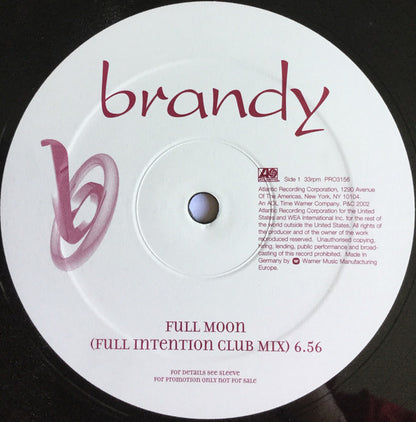 brandy
b
Side 1 33rpm PRO3156
Atlantic Recording Corporation, 1290 Avenue
Of The Americas, New York, NY 10104.
An AOL Time Warner Company. P&C 2002
Atlantic Recording Corporation for the United
States and WEA International Inc. for the rest of
the world outside the United States. All rights of
the producer and of the owner of the work
reproduced reserved. Unauthorised copying,
hiring, lending, public performance and broad-
casting of this record prohibited. Made in
Germany by Warner Music Manufacturing
Europe.
FULL MOON
(FULL INTENTION CLUB MIX) 6.56
FOR DETAILS SEE SLEEVE
FOR PROMOTION ONLY NOT FOR SALE